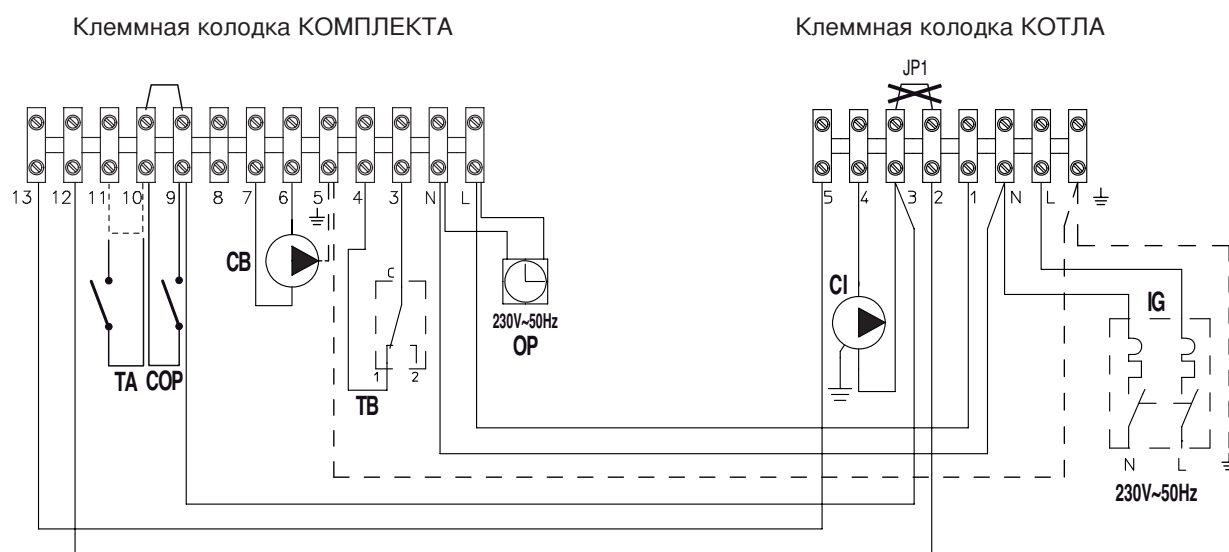 Клеммная колодка КОМПЛЕКТА
Клеммная колодка КОТЛА
JP1
13 12 11 10 9 8 7 6 5 4 3 N L
5 4 3 2 1 N L
CB
C
1 2
TA COP
TB
230V~50Hz
OP
CI
IG
N L
230V~50Hz